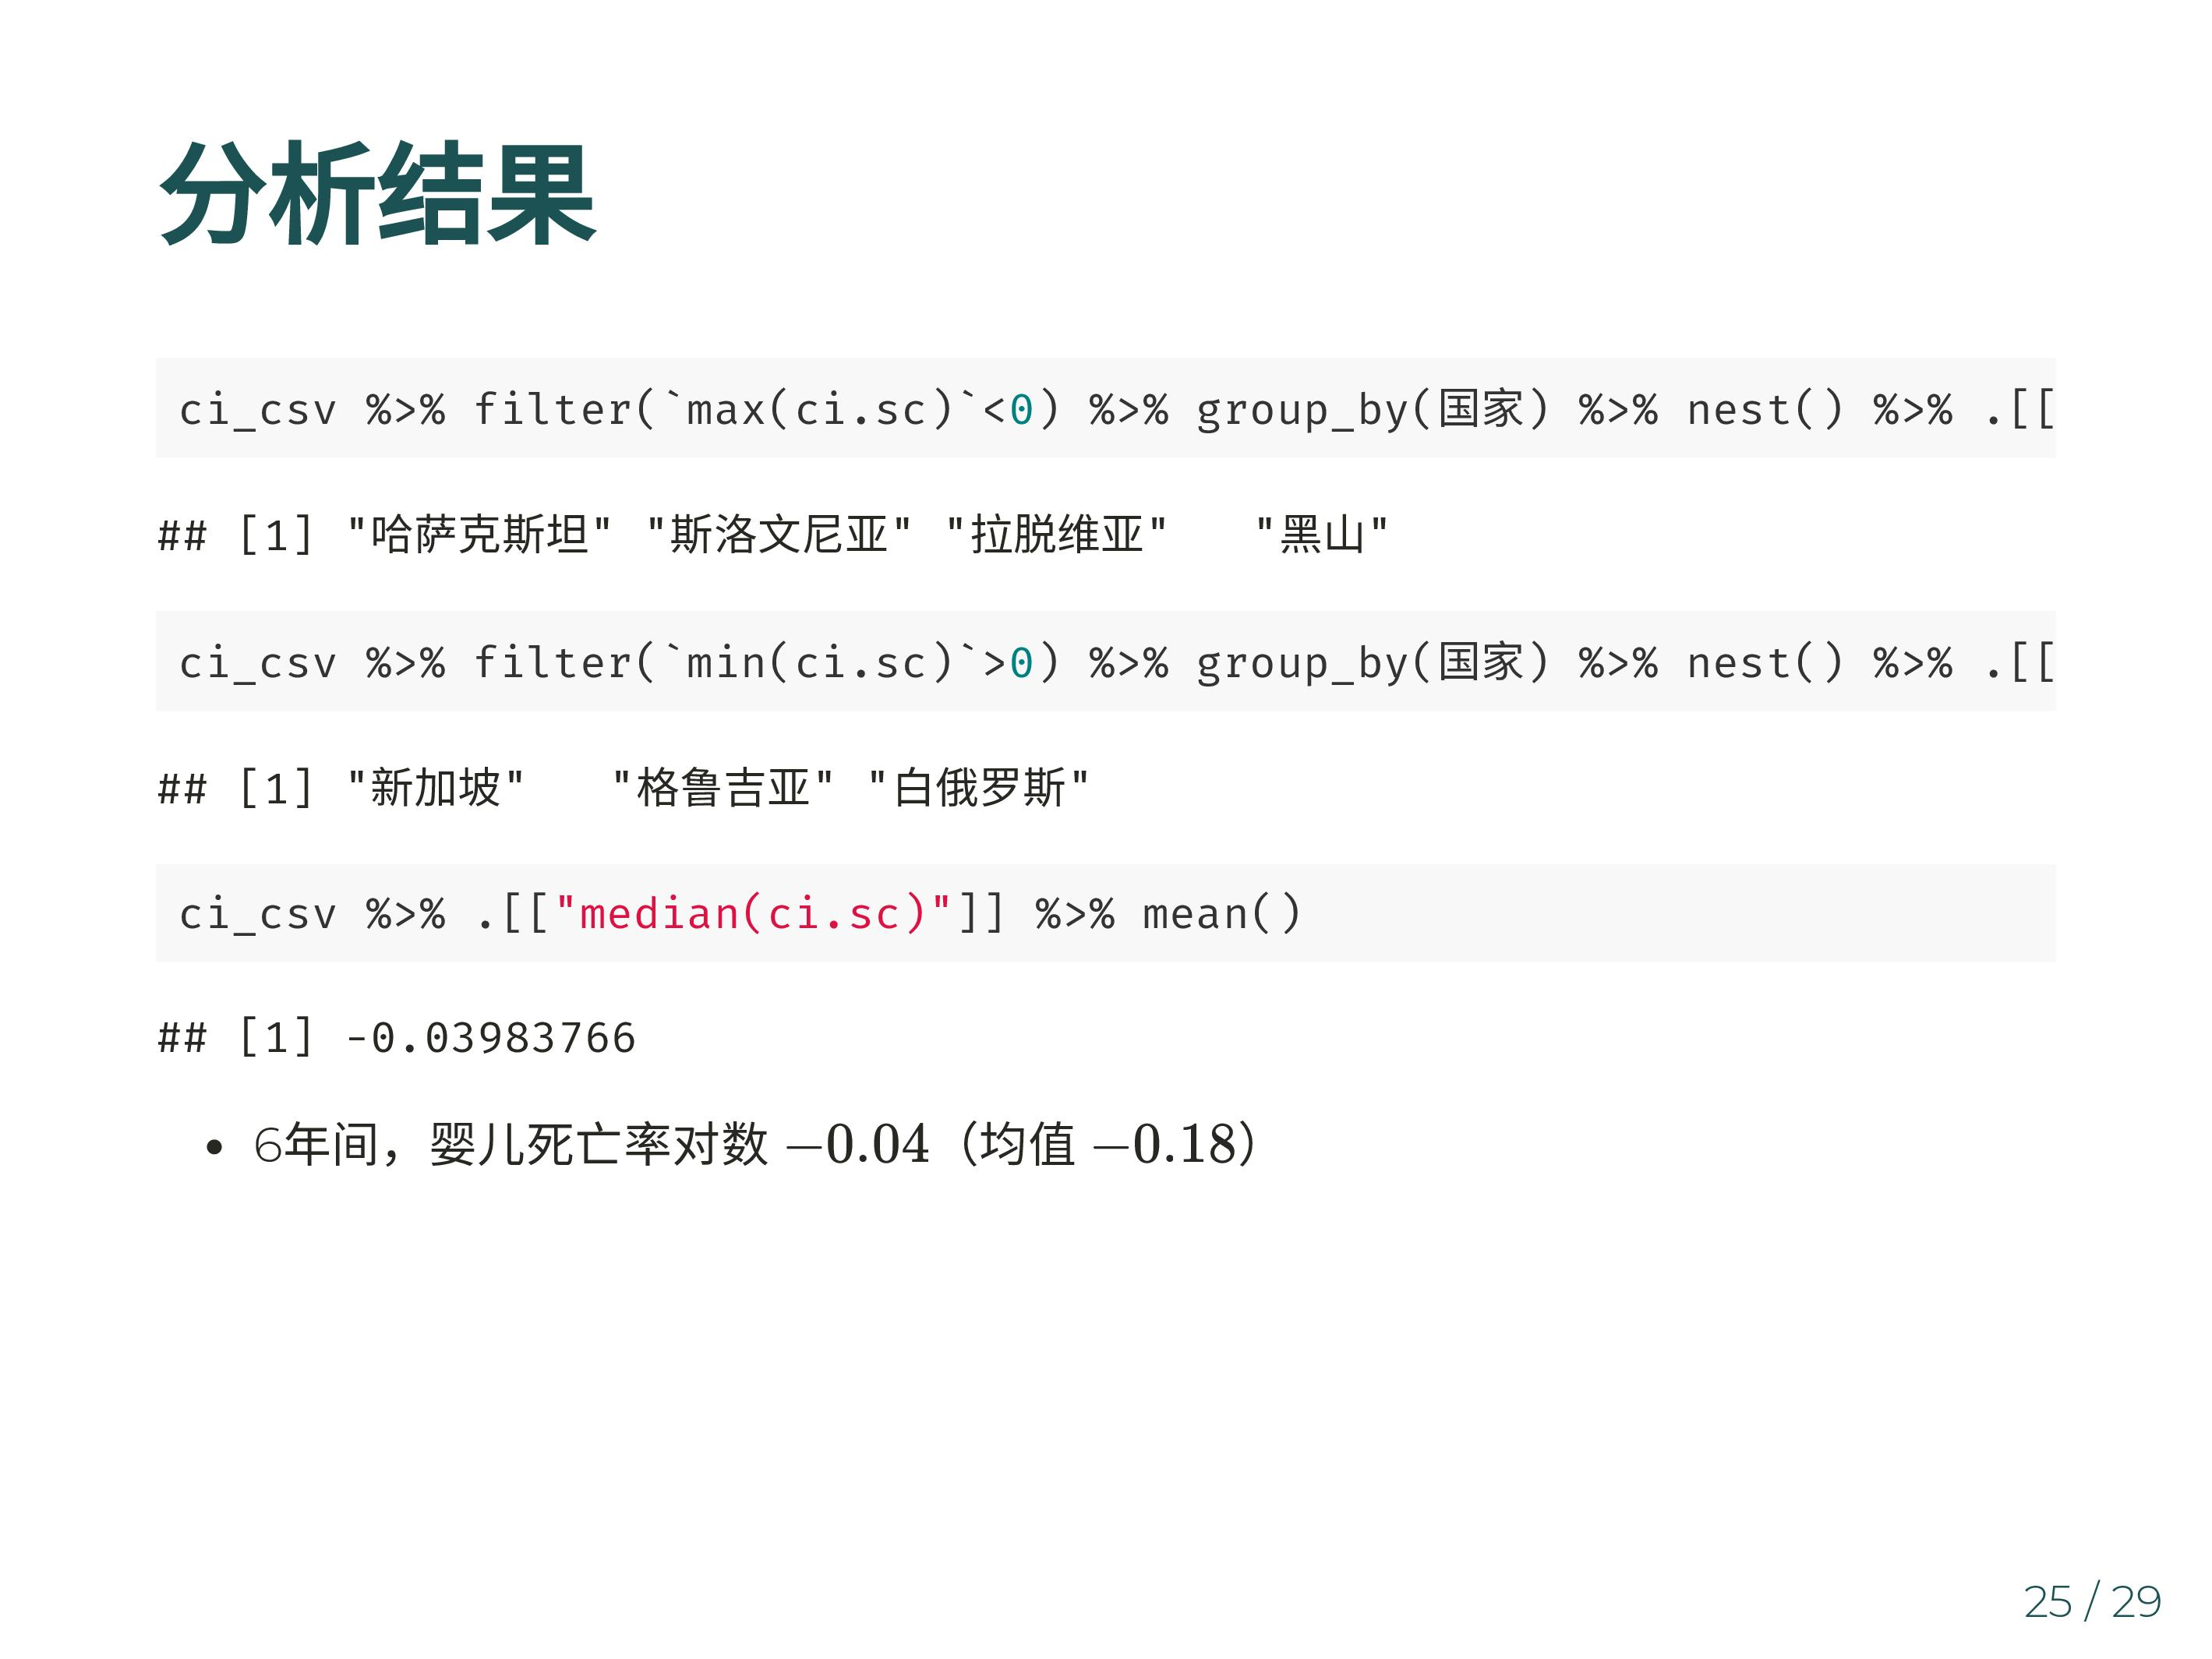 分析结果
ci_csv %>% filter(`max(ci.sc)`<0) %>% group_by(国家) %>% nest() %>% .[[
## [1] "哈萨克斯坦" "斯洛文尼亚" "拉脱维亚"   "黑山"
ci_csv %>% filter(`min(ci.sc)`>0) %>% group_by(国家) %>% nest() %>% .[[
## [1] "新加坡"   "格鲁吉亚" "白俄罗斯"
ci_csv %>% .[["median(ci.sc)"]] %>% mean()
## [1] -0.03983766
• 6年间，婴儿死亡率对数 −0.04（均值 −0.18）
25 / 29